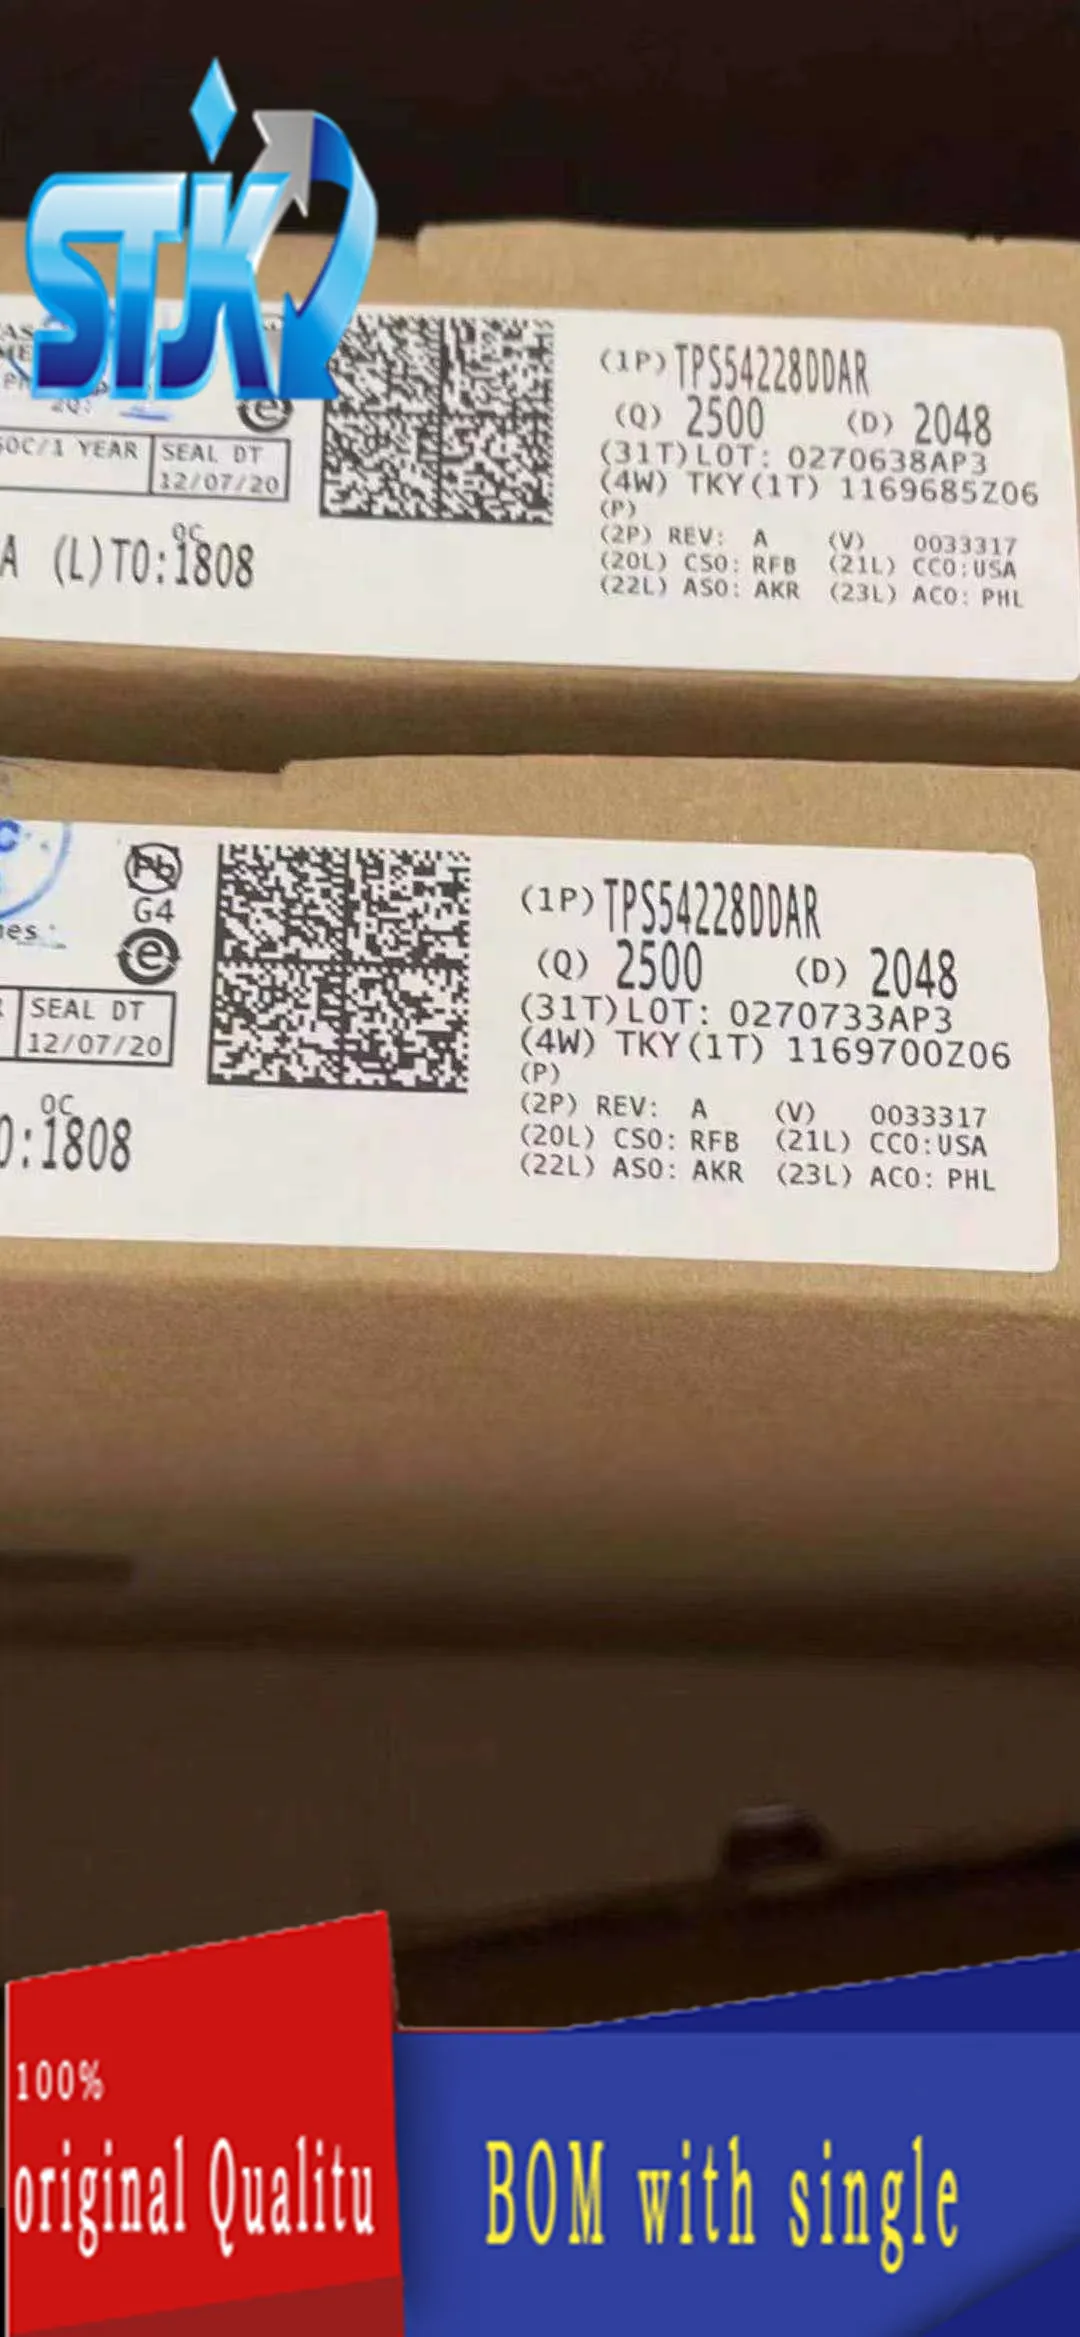 STK
(1P) TPS54228DDAR
(Q) 2500 (D) 2048
(31T) LOT: 0270638AP3
(4W) TKY(1T) 1169685Z06
(P)
(2P) REV: A (V) 0033317
(20L) CSO: RFB (21L) CCO:USA
(22L) ASO: AKR (23L) ACO: PHL
50C/1 YEAR SEAL DT
12/07/20
OC
A (L)T0:1808
Pb
G4
e
(1P) TPS54228DDAR
(Q) 2500 (D) 2048
(31T) LOT: 0270733AP3
(4W) TKY(1T) 1169700Z06
(P)
(2P) REV: A (V) 0033317
(20L) CSO: RFB (21L) CCO:USA
(22L) ASO: AKR (23L) ACO: PHL
SEAL DT
12/07/20
OC
0:1808
100%
original Qualitu
BOM with single